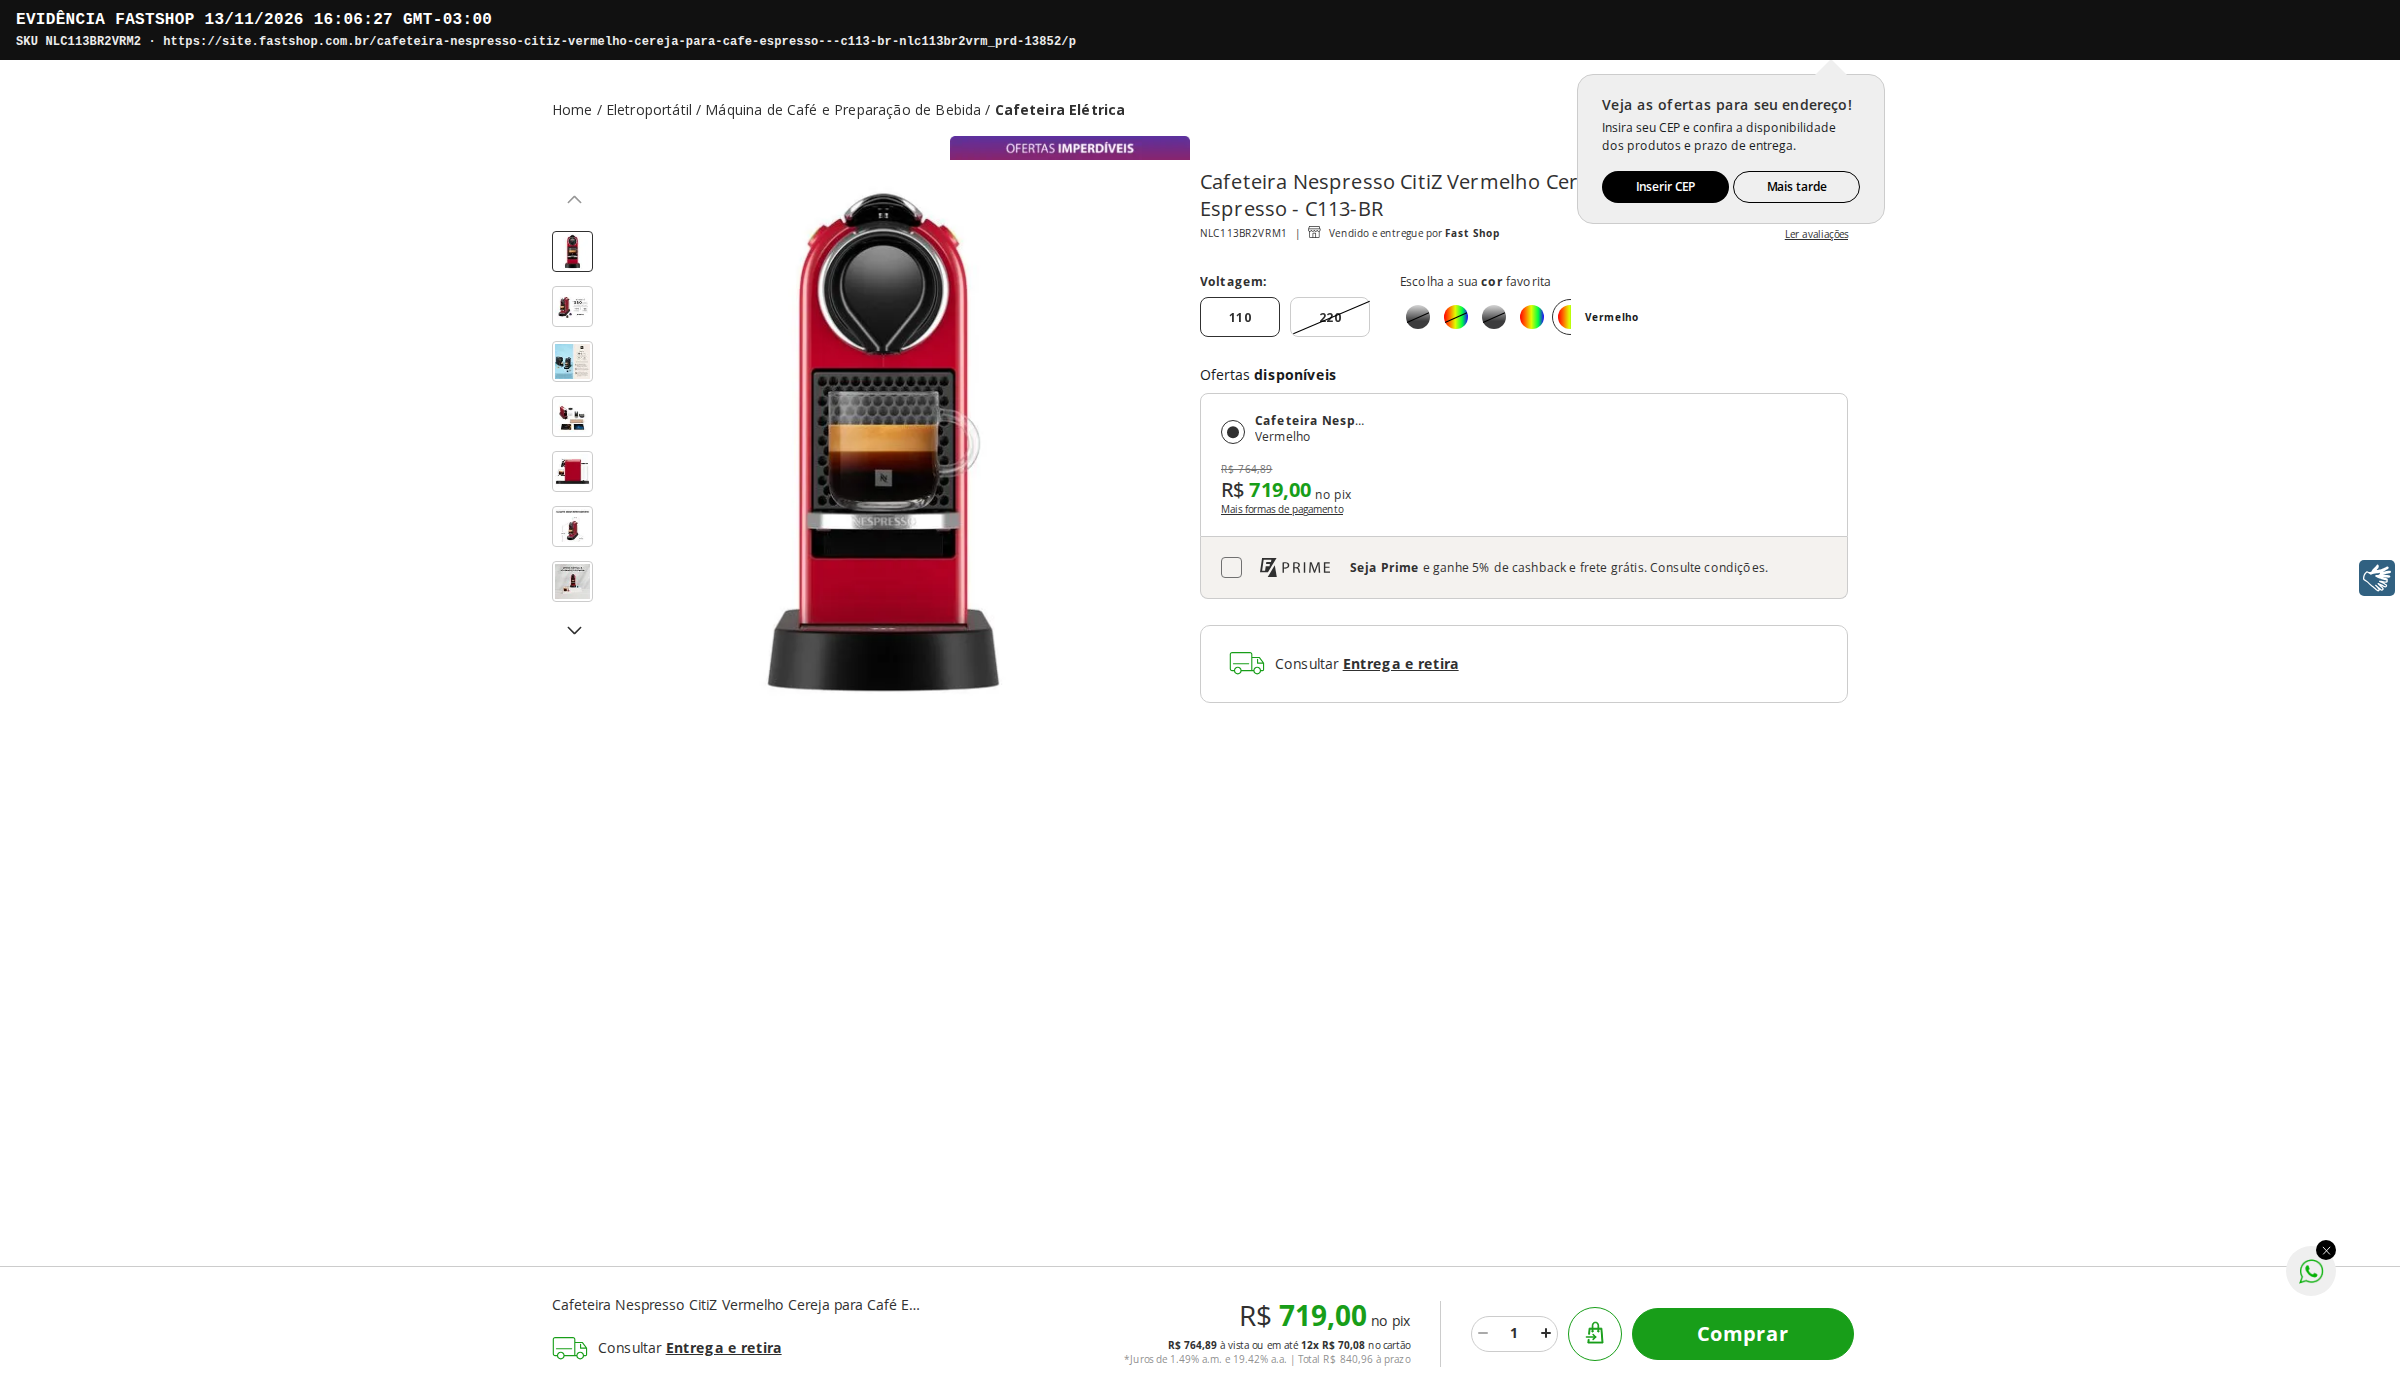 EVIDÊNCIA FASTSHOP 13/11/2026 16:06:27 GMT-03:00
SKU NLC113BR2VRM2 · https://site.fastshop.com.br/cafeteira-nespresso-citiz-vermelho-cereja-para-cafe-espresso---c113-br-nlc113br2vrm_prd-13852/p
Veja as ofertas para seu endereço!
Insira seu CEP e confira a disponibilidade
dos produtos e prazo de entrega.
Inserir CEP Mais tarde
Home / Eletroportátil / Máquina de Café e Preparação de Bebida / Cafeteira Elétrica
OFERTAS IMPERDÍVEIS
Cafeteira Nespresso CitiZ Vermelho Cer
Espresso - C113-BR
NLC113BR2VRM1 | Vendido e entregue por Fast Shop
Ler avaliações
Voltagem:
110 220
Escolha a sua cor favorita
Vermelho
Ofertas disponíveis
Cafeteira Nesp...
Vermelho
R$ 764,89
R$ 719,00 no pix
Mais formas de pagamento
PRIME Seja Prime e ganhe 5% de cashback e frete grátis. Consulte condições.
Consultar Entrega e retira
NESPRESSO
Cafeteira Nespresso CitiZ Vermelho Cereja para Café E...
Consultar Entrega e retira
R$ 719,00 no pix
R$ 764,89 à vista ou em até 12x R$ 70,08 no cartão
*Juros de 1.49% a.m. e 19.42% a.a. | Total R$ 840,96 à prazo
1
Comprar